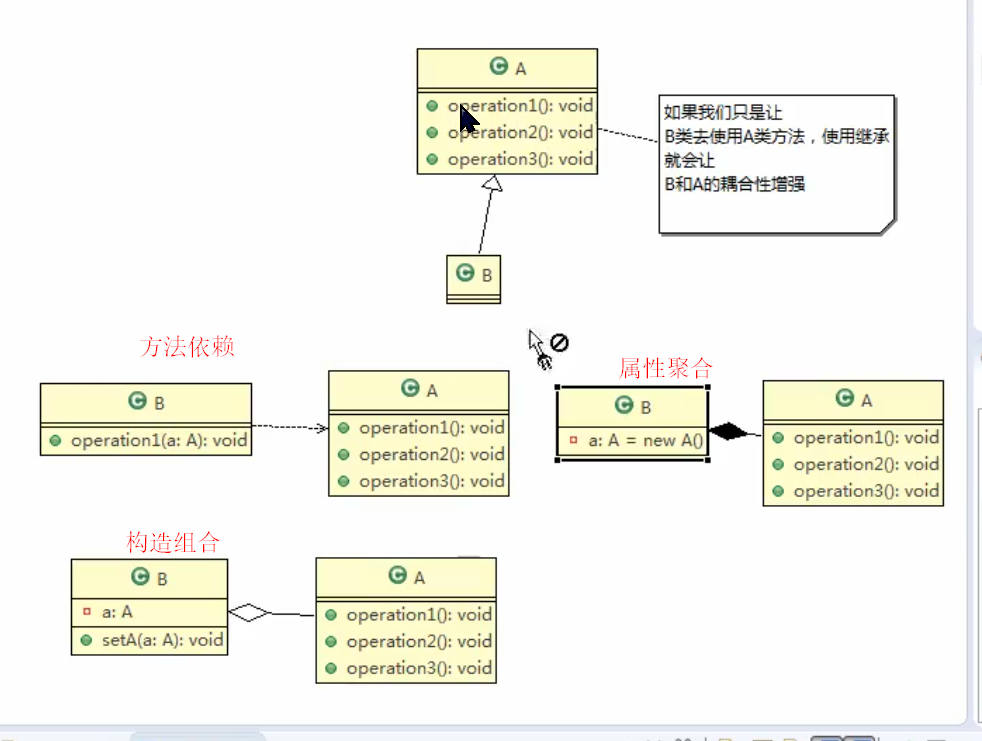 C A
operation1(): void
operation2(): void
operation3(): void
如果我们只是让
B类去使用A类方法，使用继承
就会让
B和A的耦合性增强
C B
方法依赖
C B
operation1(a: A): void
C A
operation1(): void
operation2(): void
operation3(): void
属性聚合
C B
a: A = new A()
C A
operation1(): void
operation2(): void
operation3(): void
构造组合
C B
a: A
setA(a: A): void
C A
operation1(): void
operation2(): void
operation3(): void